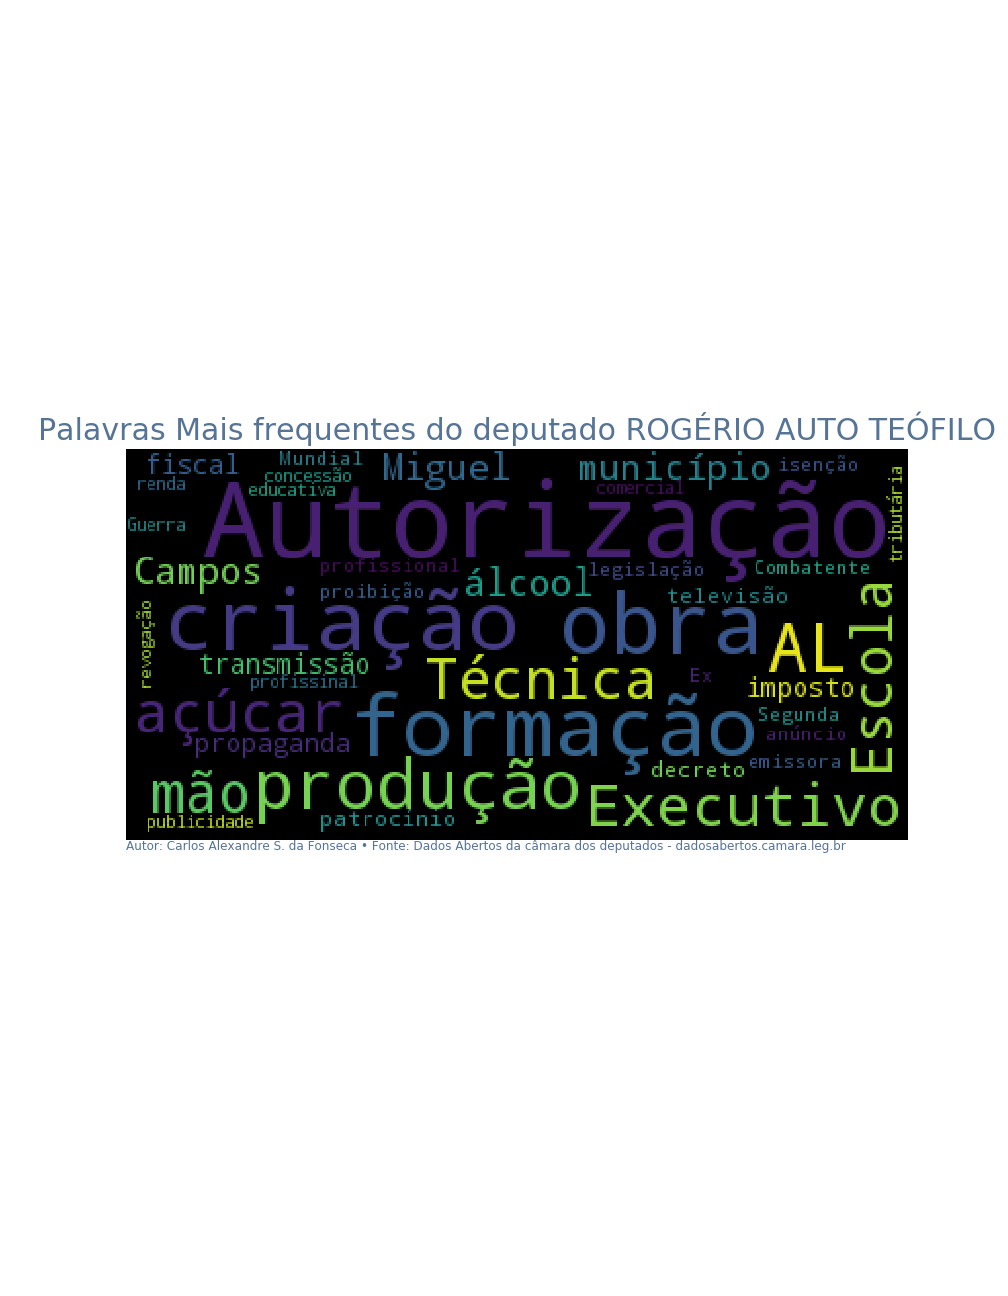 Palavras Mais frequentes do deputado ROGÉRIO AUTO TEÓFILO
fiscal
Mundial
Miguel
município
isenção
concessão
renda
educativa
comercial
tributária
Guerra
Autorização
Campos
profissional
álcool
legislação
Combatente
proibição
televisão
criação
obra
Escola
revogação
transmissão
AL
profissinal
Técnica
Ex
imposto
açúcar
formação
Segunda
propaganda
anúncio
decreto
emissora
mão
produção
Executivo
publicidade
patrocínio
Autor: Carlos Alexandre S. da Fonseca • Fonte: Dados Abertos da câmara dos deputados - dadosabertos.camara.leg.br